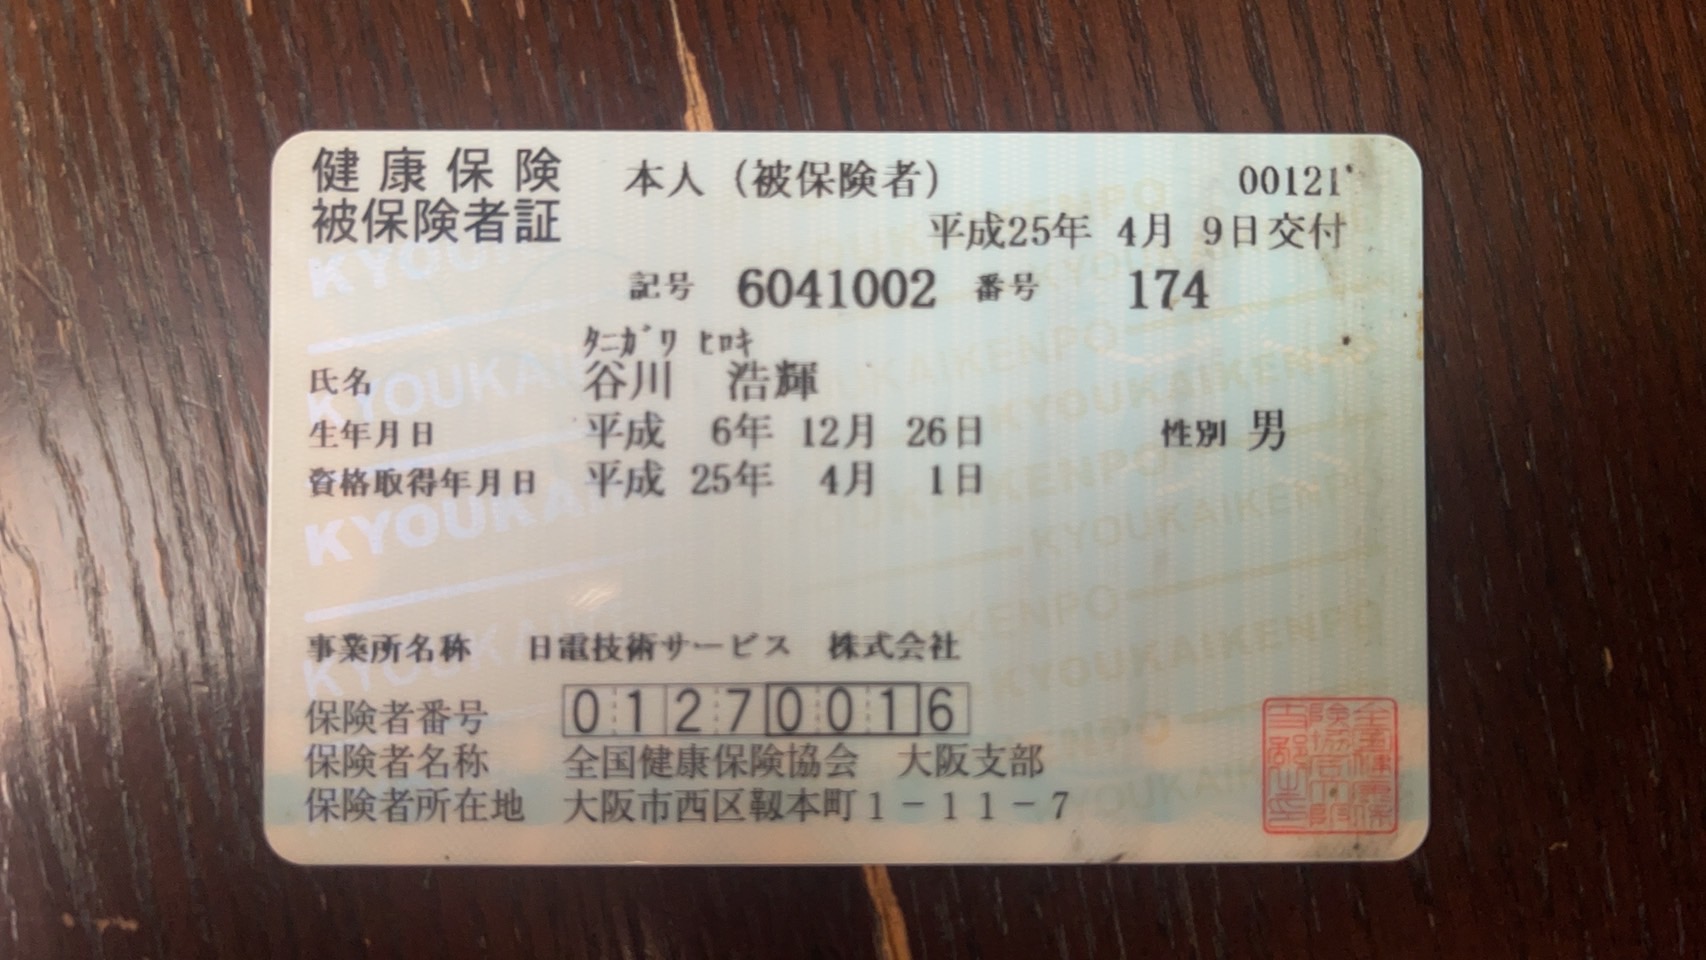 健康保険 本人(被保険者) 00121
被保険者証 平成25年 4月 9日交付
記号 6041002 番号 174
ﾀﾆｶﾞﾜ ﾋﾛｷ
氏名 谷川 浩輝
生年月日 平成 6年 12月 26日 性別 男
資格取得年月日 平成 25年 4月 1日
事業所名称 日電技術サービス 株式会社
保険者番号 01270016
保険者名称 全国健康保険協会 大阪支部
保険者所在地 大阪市西区靱本町1-11-7
KYOUKAIKENPO